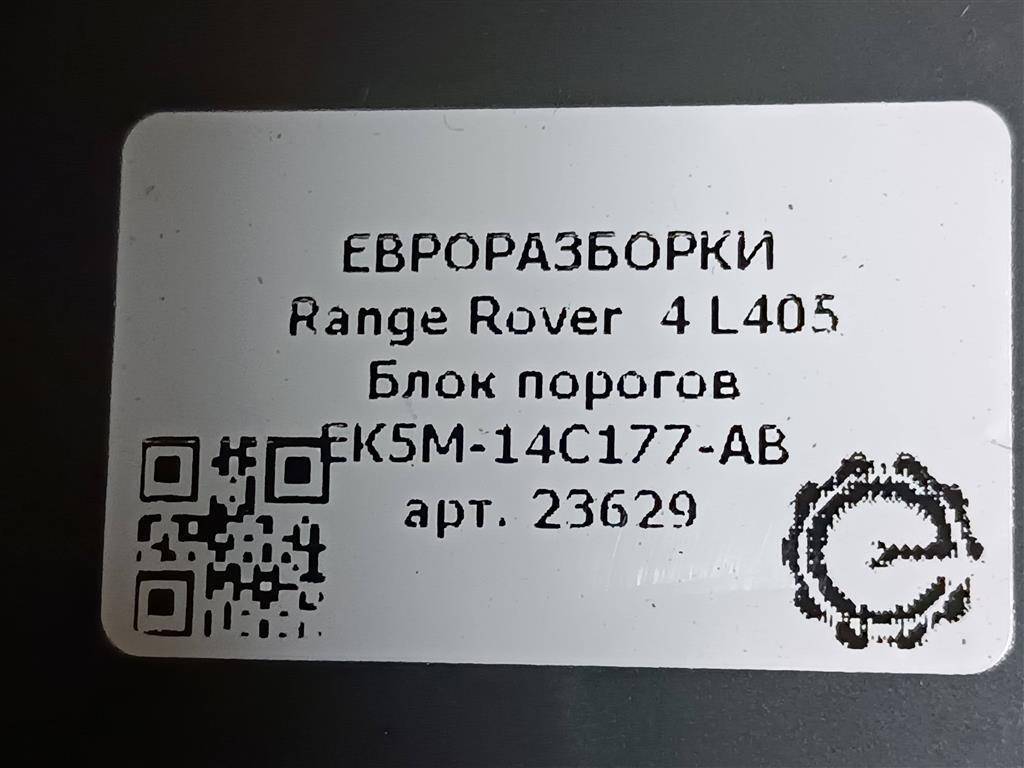 ЕВРОРАЗБОРКИ
Range Rover 4 L405
Блок порогов
EK5M-14C177-AB
арт. 23629